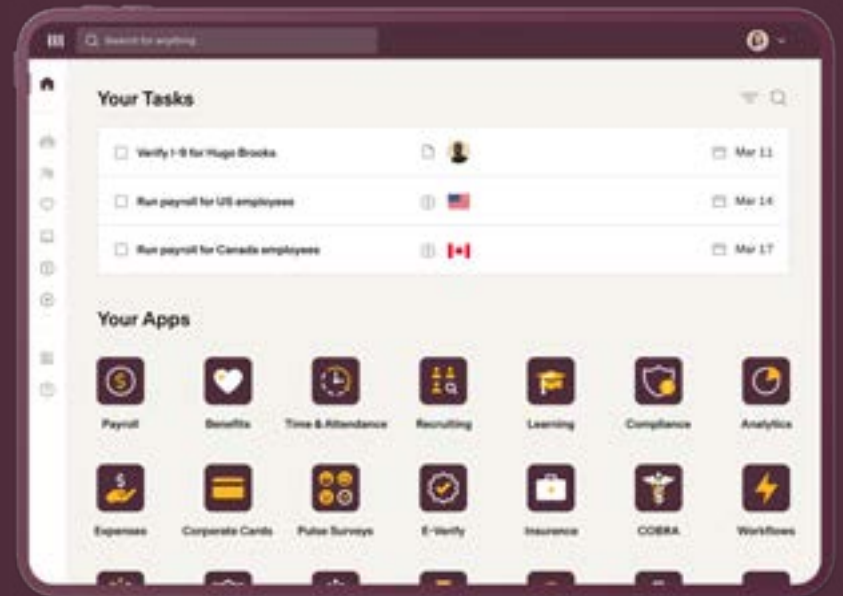 Search for anything
Your Tasks
Verify I-9 for Hugo Brooks Mar 11
Run payroll for US employees Mar 14
Run payroll for Canada employees Mar 17
Your Apps
Payroll Benefits Time & Attendance Recruiting Learning Compliance Analytics
Expenses Corporate Cards Pulse Surveys E-Verify Insurance COBRA Workflows